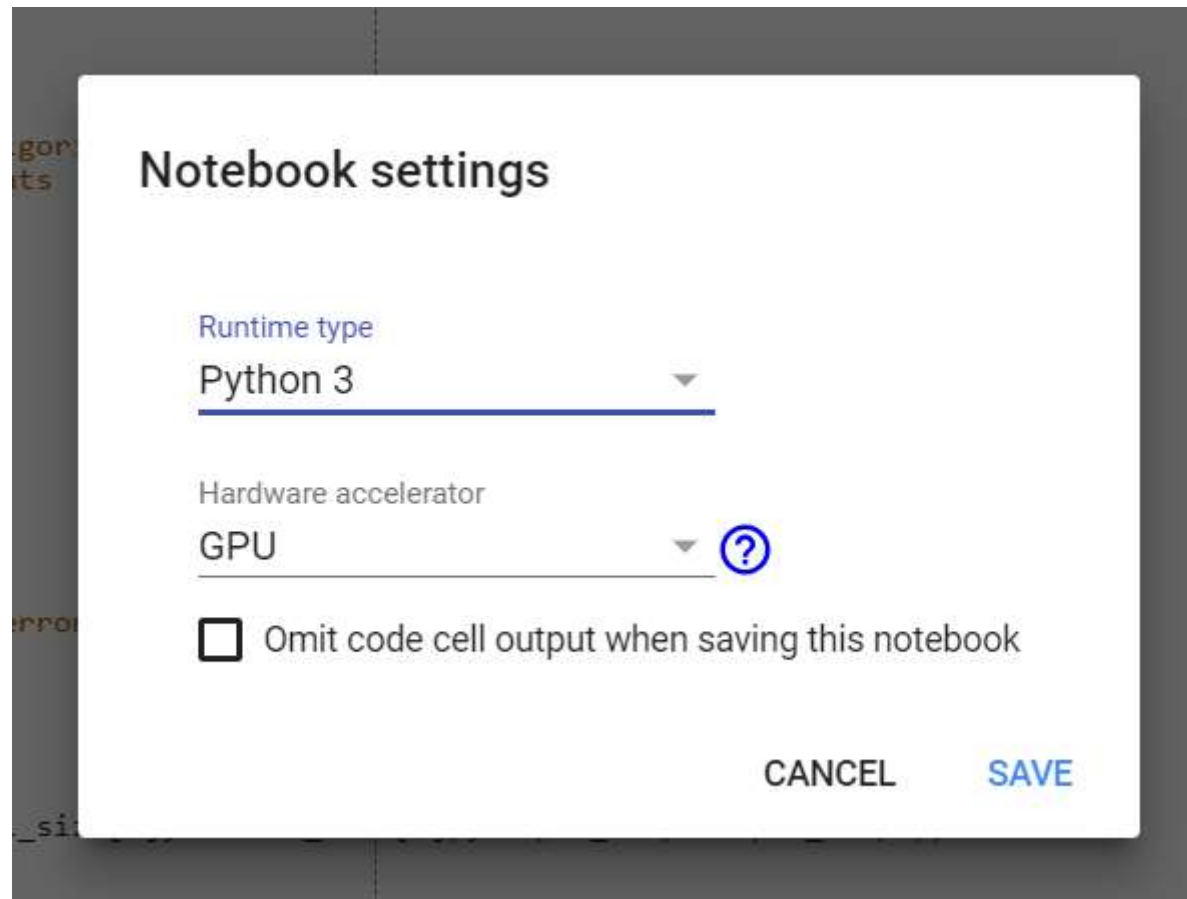 Notebook settings
Runtime type
Python 3
Hardware accelerator
GPU
?
Omit code cell output when saving this notebook
CANCEL
SAVE